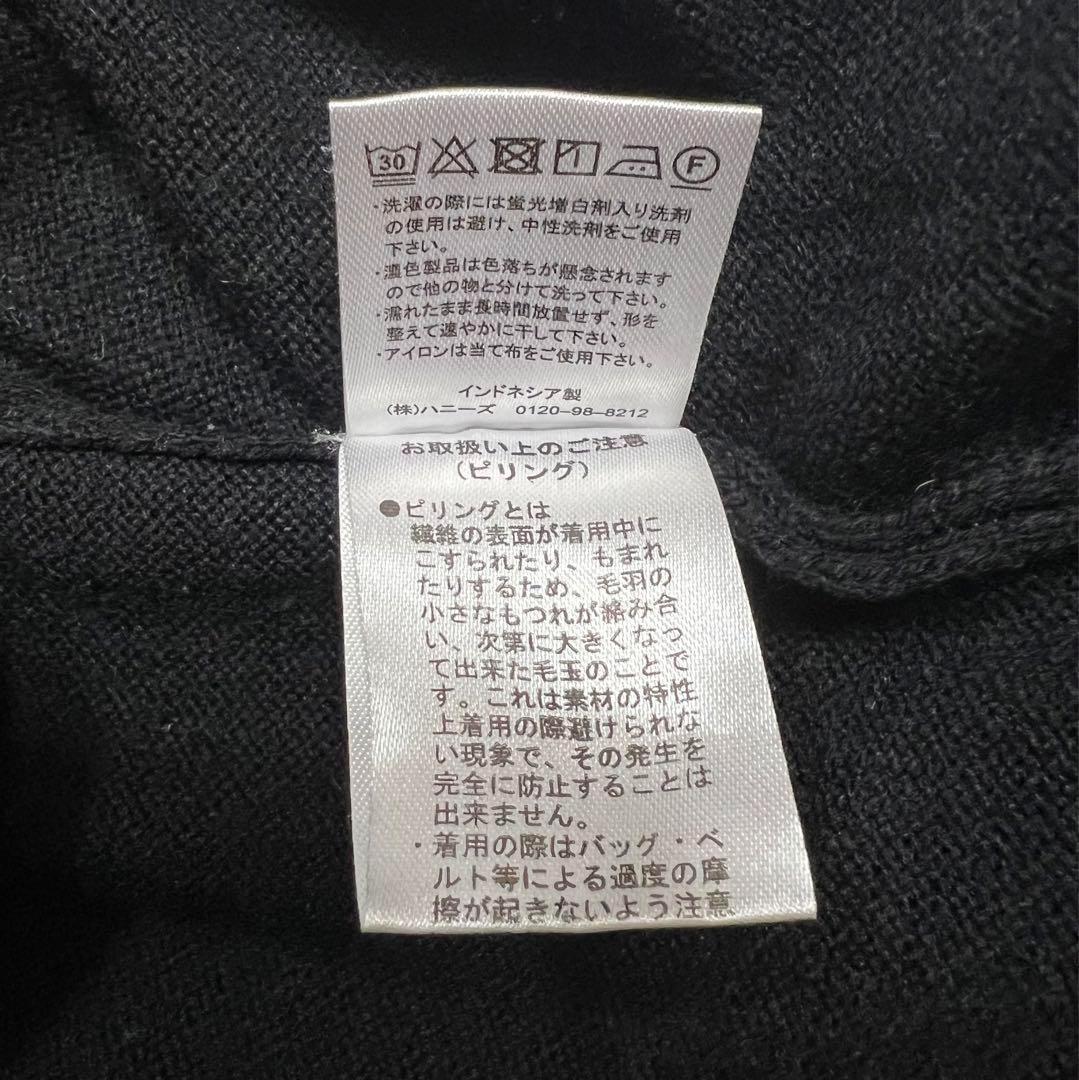 30 F
・洗濯の際には蛍光増白剤入り洗剤
の使用は避け、中性洗剤をご使用
下さい。
・濃色製品は色落ちが懸念されます
ので他の物と分けて洗って下さい。
・濡れたまま長時間放置せず、形を
整えて速やかに干して下さい。
・アイロンは当て布をご使用下さい。
インドネシア製
(株)ハニーズ 0120-98-8212
お取扱い上のご注意
(ピリング)
●ピリングとは
繊維の表面が着用中に
こすられたり、もまれ
たりするため、毛羽の
小さなもつれが絡み合
い、次第に大きくなっ
て出来た毛玉のことで
す。これは素材の特性
上着用の際避けられな
い現象で、その発生を
完全に防止することは
出来ません。
・着用の際はバッグ・ベ
ルト等による過度の摩
擦が起きないよう注意